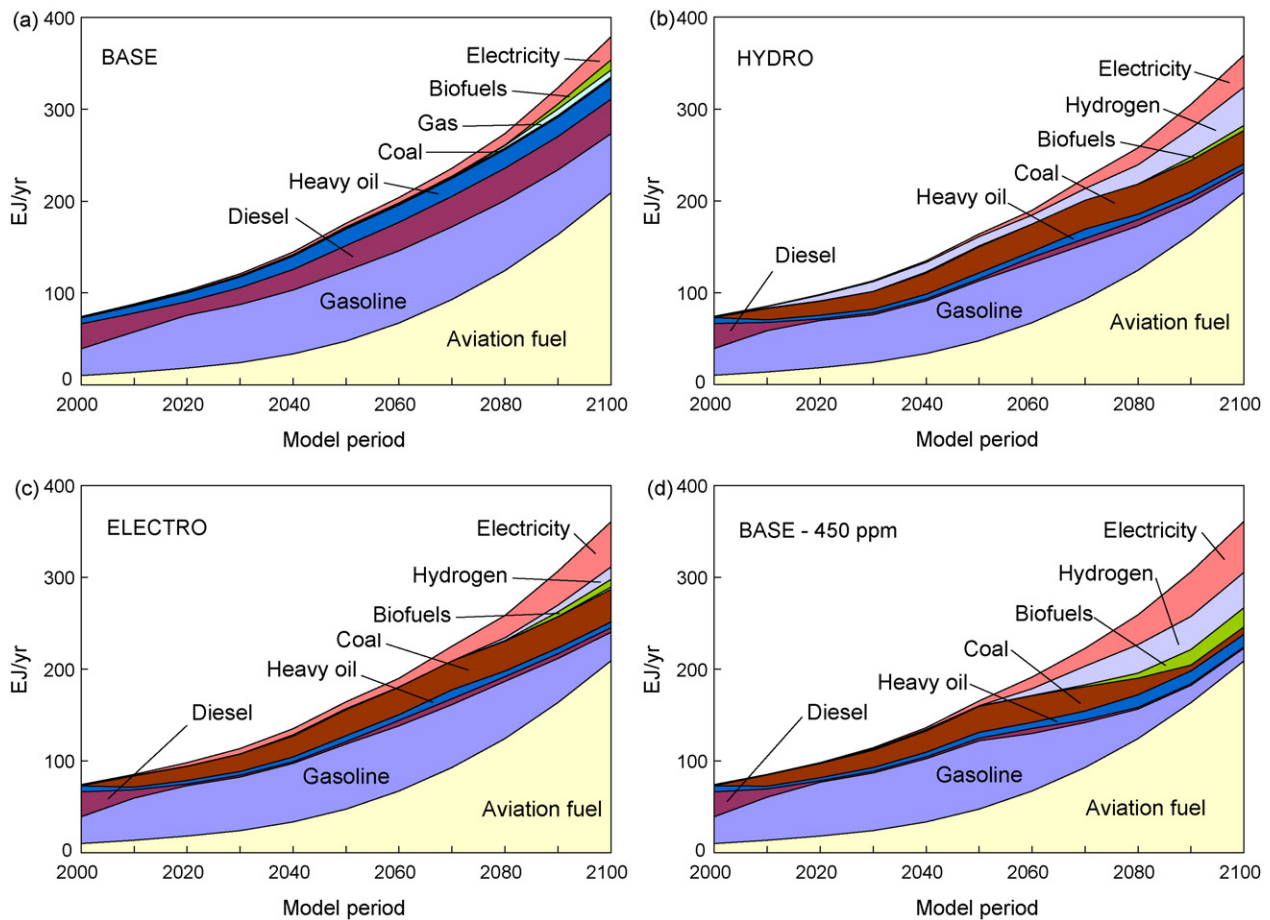 (a)
BASE
EJ/yr
400
300
200
100
0
Electricity
Biofuels
Gas
Coal
Heavy oil
Diesel
Gasoline
Aviation fuel
2000 2020 2040 2060 2080 2100
Model period
(b)
HYDRO
EJ/yr
400
300
200
100
0
Electricity
Hydrogen
Biofuels
Coal
Heavy oil
Diesel
Gasoline
Aviation fuel
2000 2020 2040 2060 2080 2100
Model period
(c)
ELECTRO
EJ/yr
400
300
200
100
0
Electricity
Hydrogen
Biofuels
Coal
Heavy oil
Diesel
Gasoline
Aviation fuel
2000 2020 2040 2060 2080 2100
Model period
(d)
BASE - 450 ppm
EJ/yr
400
300
200
100
0
Electricity
Hydrogen
Biofuels
Coal
Heavy oil
Diesel
Gasoline
Aviation fuel
2000 2020 2040 2060 2080 2100
Model period